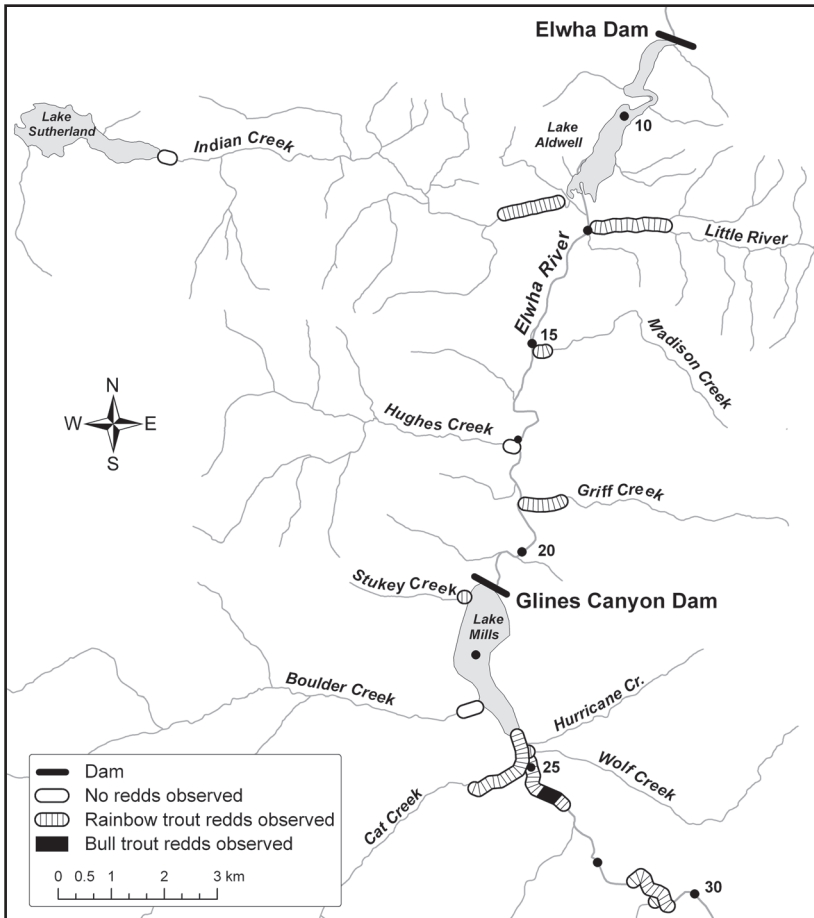 Elwha Dam
Lake
Sutherland
Indian Creek
Lake
Aldwell
10
Little River
Elwha River
15
Madison Creek
N
W
E
S
Hughes Creek
Griff Creek
20
Stukey Creek
Glines Canyon Dam
Lake
Mills
Boulder Creek
Hurricane Cr.
25
Wolf Creek
Cat Creek
30
Dam
No redds observed
Rainbow trout redds observed
Bull trout redds observed
0 0.5 1 2 3 km